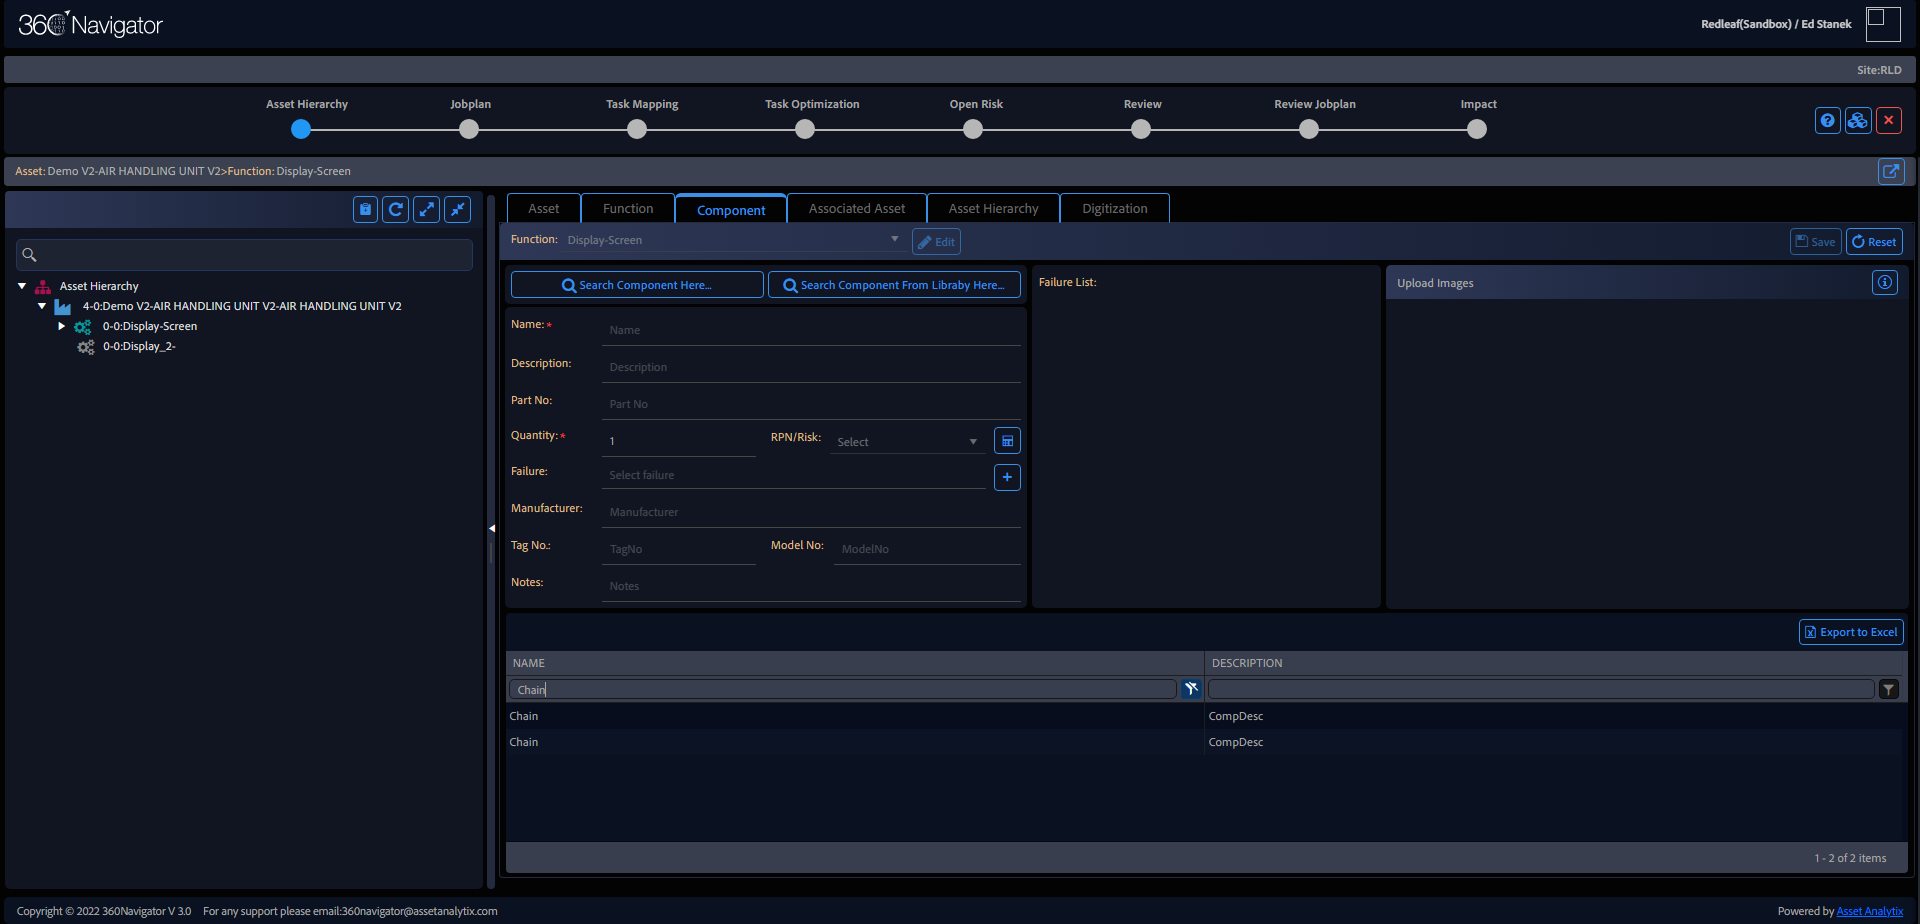 360 Navigator
Redleaf(Sandbox) / Ed Stanek
Site:RLD
Asset Hierarchy
Jobplan
Task Mapping
Task Optimization
Open Risk
Review
Review Jobplan
Impact
Asset: Demo V2-AIR HANDLING UNIT V2>Function: Display-Screen
Asset
Function
Component
Associated Asset
Asset Hierarchy
Digitization
Function: Display-Screen
Edit
Save
Reset
Asset Hierarchy
4-0:Demo V2-AIR HANDLING UNIT V2-AIR HANDLING UNIT V2
0-0:Display-Screen
0-0:Display_2-
Search Component Here...
Search Component From Libraby Here...
Name:* Name
Description: Description
Part No: Part No
Quantity:* 1
RPN/Risk: Select
Failure: Select failure
Manufacturer: Manufacturer
Tag No.: TagNo
Model No: ModelNo
Notes: Notes
Failure List:
Upload Images
Export to Excel
NAME DESCRIPTION
Chain
Chain CompDesc
Chain CompDesc
1 - 2 of 2 items
Copyright © 2022 360Navigator V 3.0 For any support please email:360navigator@assetanalytix.com
Powered by Asset Analytix